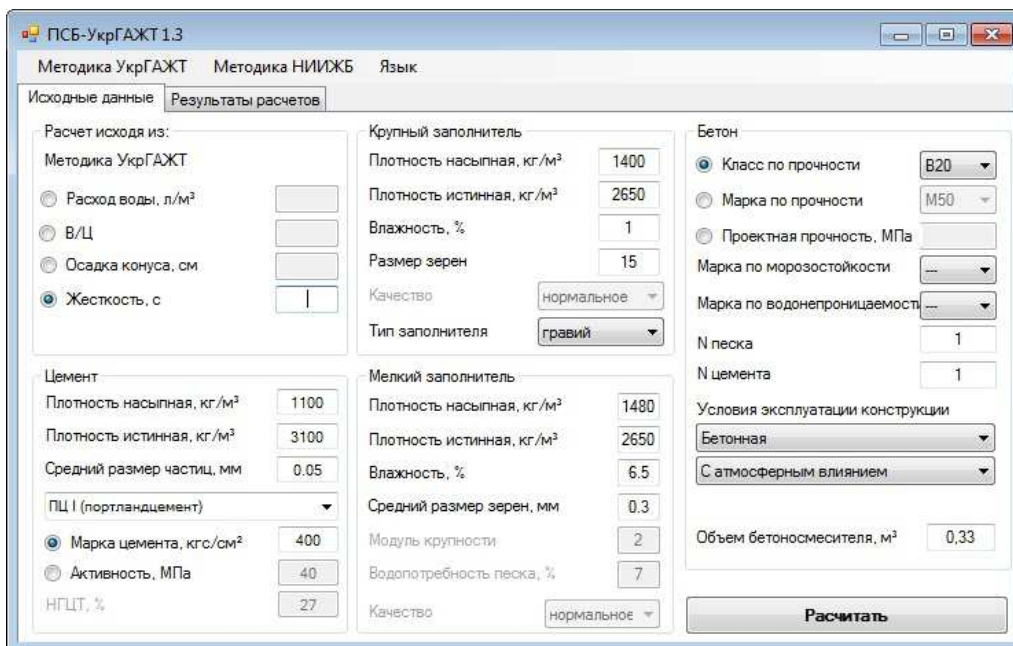 ПСБ-УкрГАЖТ 1.3
Методика УкрГАЖТ Методика НИИЖБ Язык
Исходные данные Результаты расчетов
Расчет исходя из:
Методика УкрГАЖТ
Расход воды, л/м³
В/Ц
Осадка конуса, см
Жесткость, с
Цемент
Плотность насыпная, кг/м³ 1100
Плотность истинная, кг/м³ 3100
Средний размер частиц, мм 0.05
ПЦ I (портландцемент)
Марка цемента, кгс/см² 400
Активность, МПа 40
НГЦТ, % 27
Крупный заполнитель
Плотность насыпная, кг/м³ 1400
Плотность истинная, кг/м³ 2650
Влажность, % 1
Размер зерен 15
Качество нормальное
Тип заполнителя гравий
Мелкий заполнитель
Плотность насыпная, кг/м³ 1480
Плотность истинная, кг/м³ 2650
Влажность, % 6.5
Средний размер зерен, мм 0.3
Модуль крупности 2
Водопотребность песка, % 7
Качество нормальное
Бетон
Класс по прочности B20
Марка по прочности M50
Проектная прочность, МПа
Марка по морозостойкости ---
Марка по водонепроницаемости ---
N песка 1
N цемента 1
Условия эксплуатации конструкции
Бетонная
С атмосферным влиянием
Объем бетоносмесителя, м³ 0,33
Расчитать